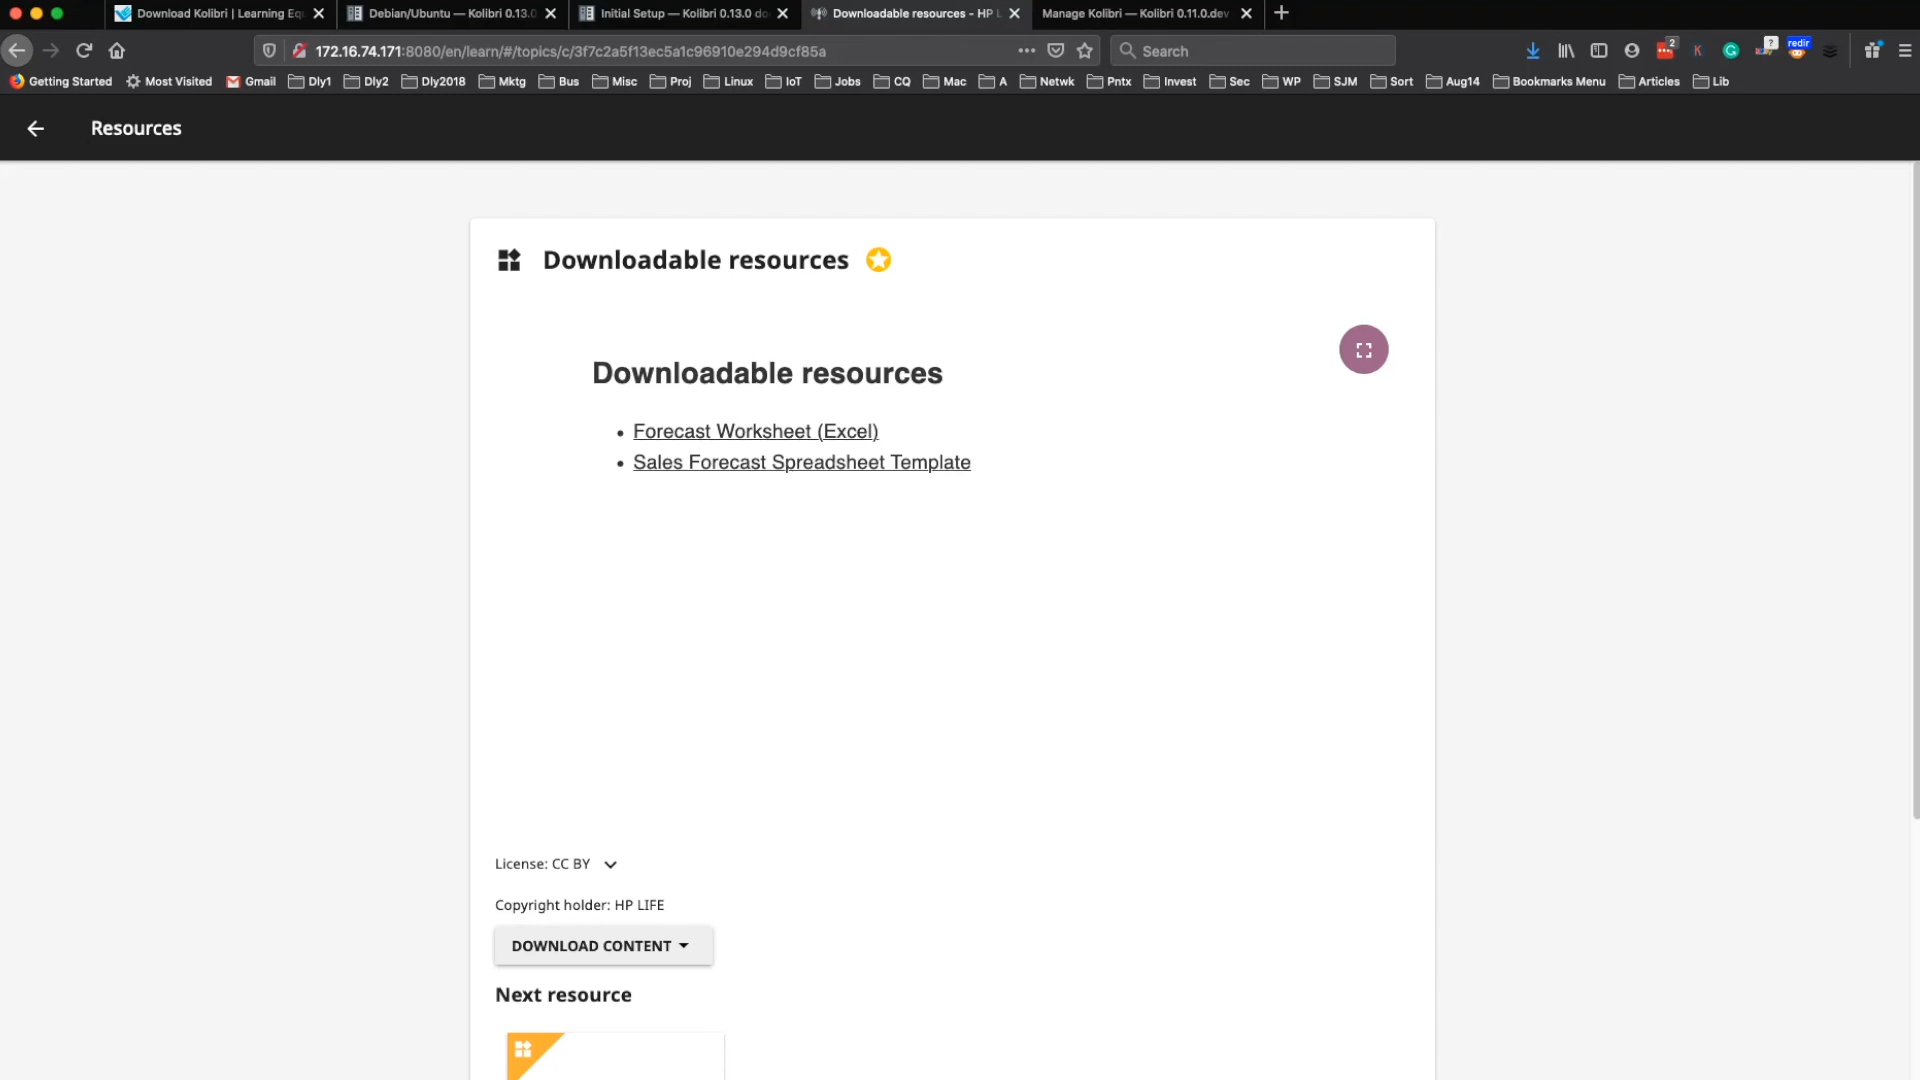 Download Kolibri | Learning Eq
Debian/Ubuntu — Kolibri 0.13.0
Initial Setup — Kolibri 0.13.0 do
Downloadable resources - HP L
Manage Kolibri — Kolibri 0.11.0.dev
172.16.74.171:8080/en/learn/#/topics/c/3f7c2a5f13ec5a1c96910e294d9cf85a
Search
2
K
?
redir
Getting Started
Most Visited
Gmail
Dly1
Dly2
Dly2018
Mktg
Bus
Misc
Proj
Linux
IoT
Jobs
CQ
Mac
A
Netwk
Pntx
Invest
Sec
WP
SJM
Sort
Aug14
Bookmarks Menu
Articles
Lib
Resources
Downloadable resources
Downloadable resources
• Forecast Worksheet (Excel)
• Sales Forecast Spreadsheet Template
License: CC BY
Copyright holder: HP LIFE
DOWNLOAD CONTENT
Next resource